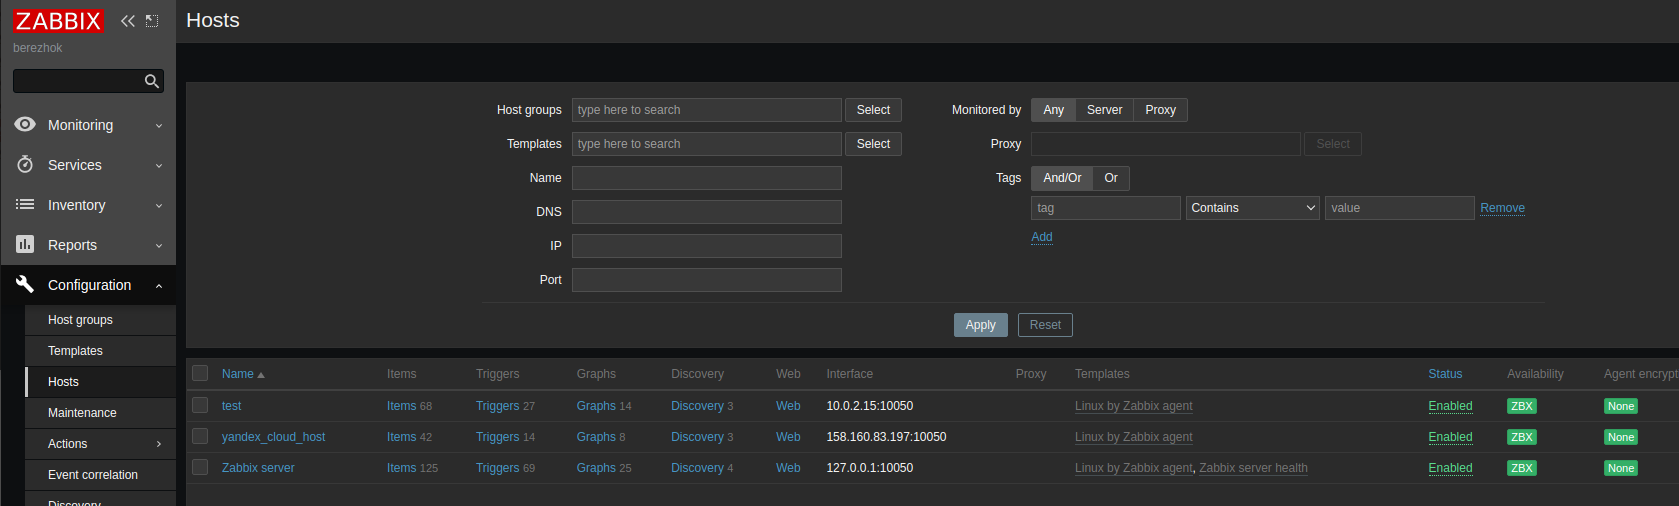 ZABBIX
berezhok
Monitoring
Services
Inventory
Reports
Configuration
Host groups
Templates
Hosts
Maintenance
Actions
Event correlation
Discovery
Hosts
Host groups type here to search Select
Templates type here to search Select
Name
DNS
IP
Port
Monitored by Any Server Proxy
Proxy Select
Tags And/Or Or
tag Contains value Remove
Add
Apply Reset
Name Items Triggers Graphs Discovery Web Interface Proxy Templates Status Availability Agent encrypt
test Items 68 Triggers 27 Graphs 14 Discovery 3 Web 10.0.2.15:10050 Linux by Zabbix agent Enabled ZBX None
yandex_cloud_host Items 42 Triggers 14 Graphs 8 Discovery 3 Web 158.160.83.197:10050 Linux by Zabbix agent Enabled ZBX None
Zabbix server Items 125 Triggers 69 Graphs 25 Discovery 4 Web 127.0.0.1:10050 Linux by Zabbix agent, Zabbix server health Enabled ZBX None